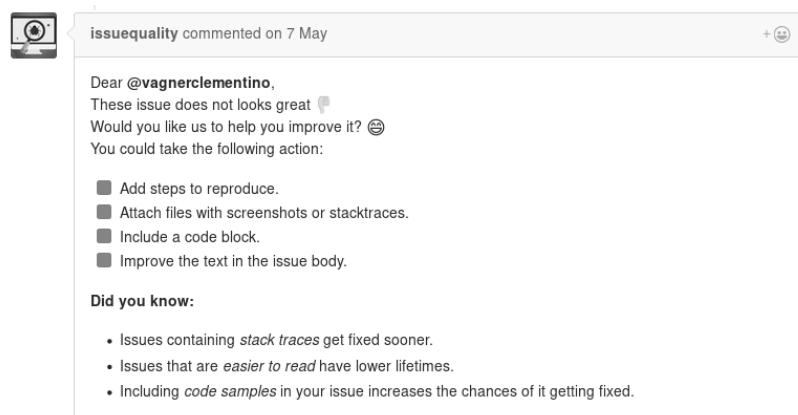 issuequality commented on 7 May
Dear @vagnerclementino,
These issue does not looks great 👎
Would you like us to help you improve it? 😄
You could take the following action:
Add steps to reproduce.
Attach files with screenshots or stacktraces.
Include a code block.
Improve the text in the issue body.
Did you know:
• Issues containing stack traces get fixed sooner.
• Issues that are easier to read have lower lifetimes.
• Including code samples in your issue increases the chances of it getting fixed.